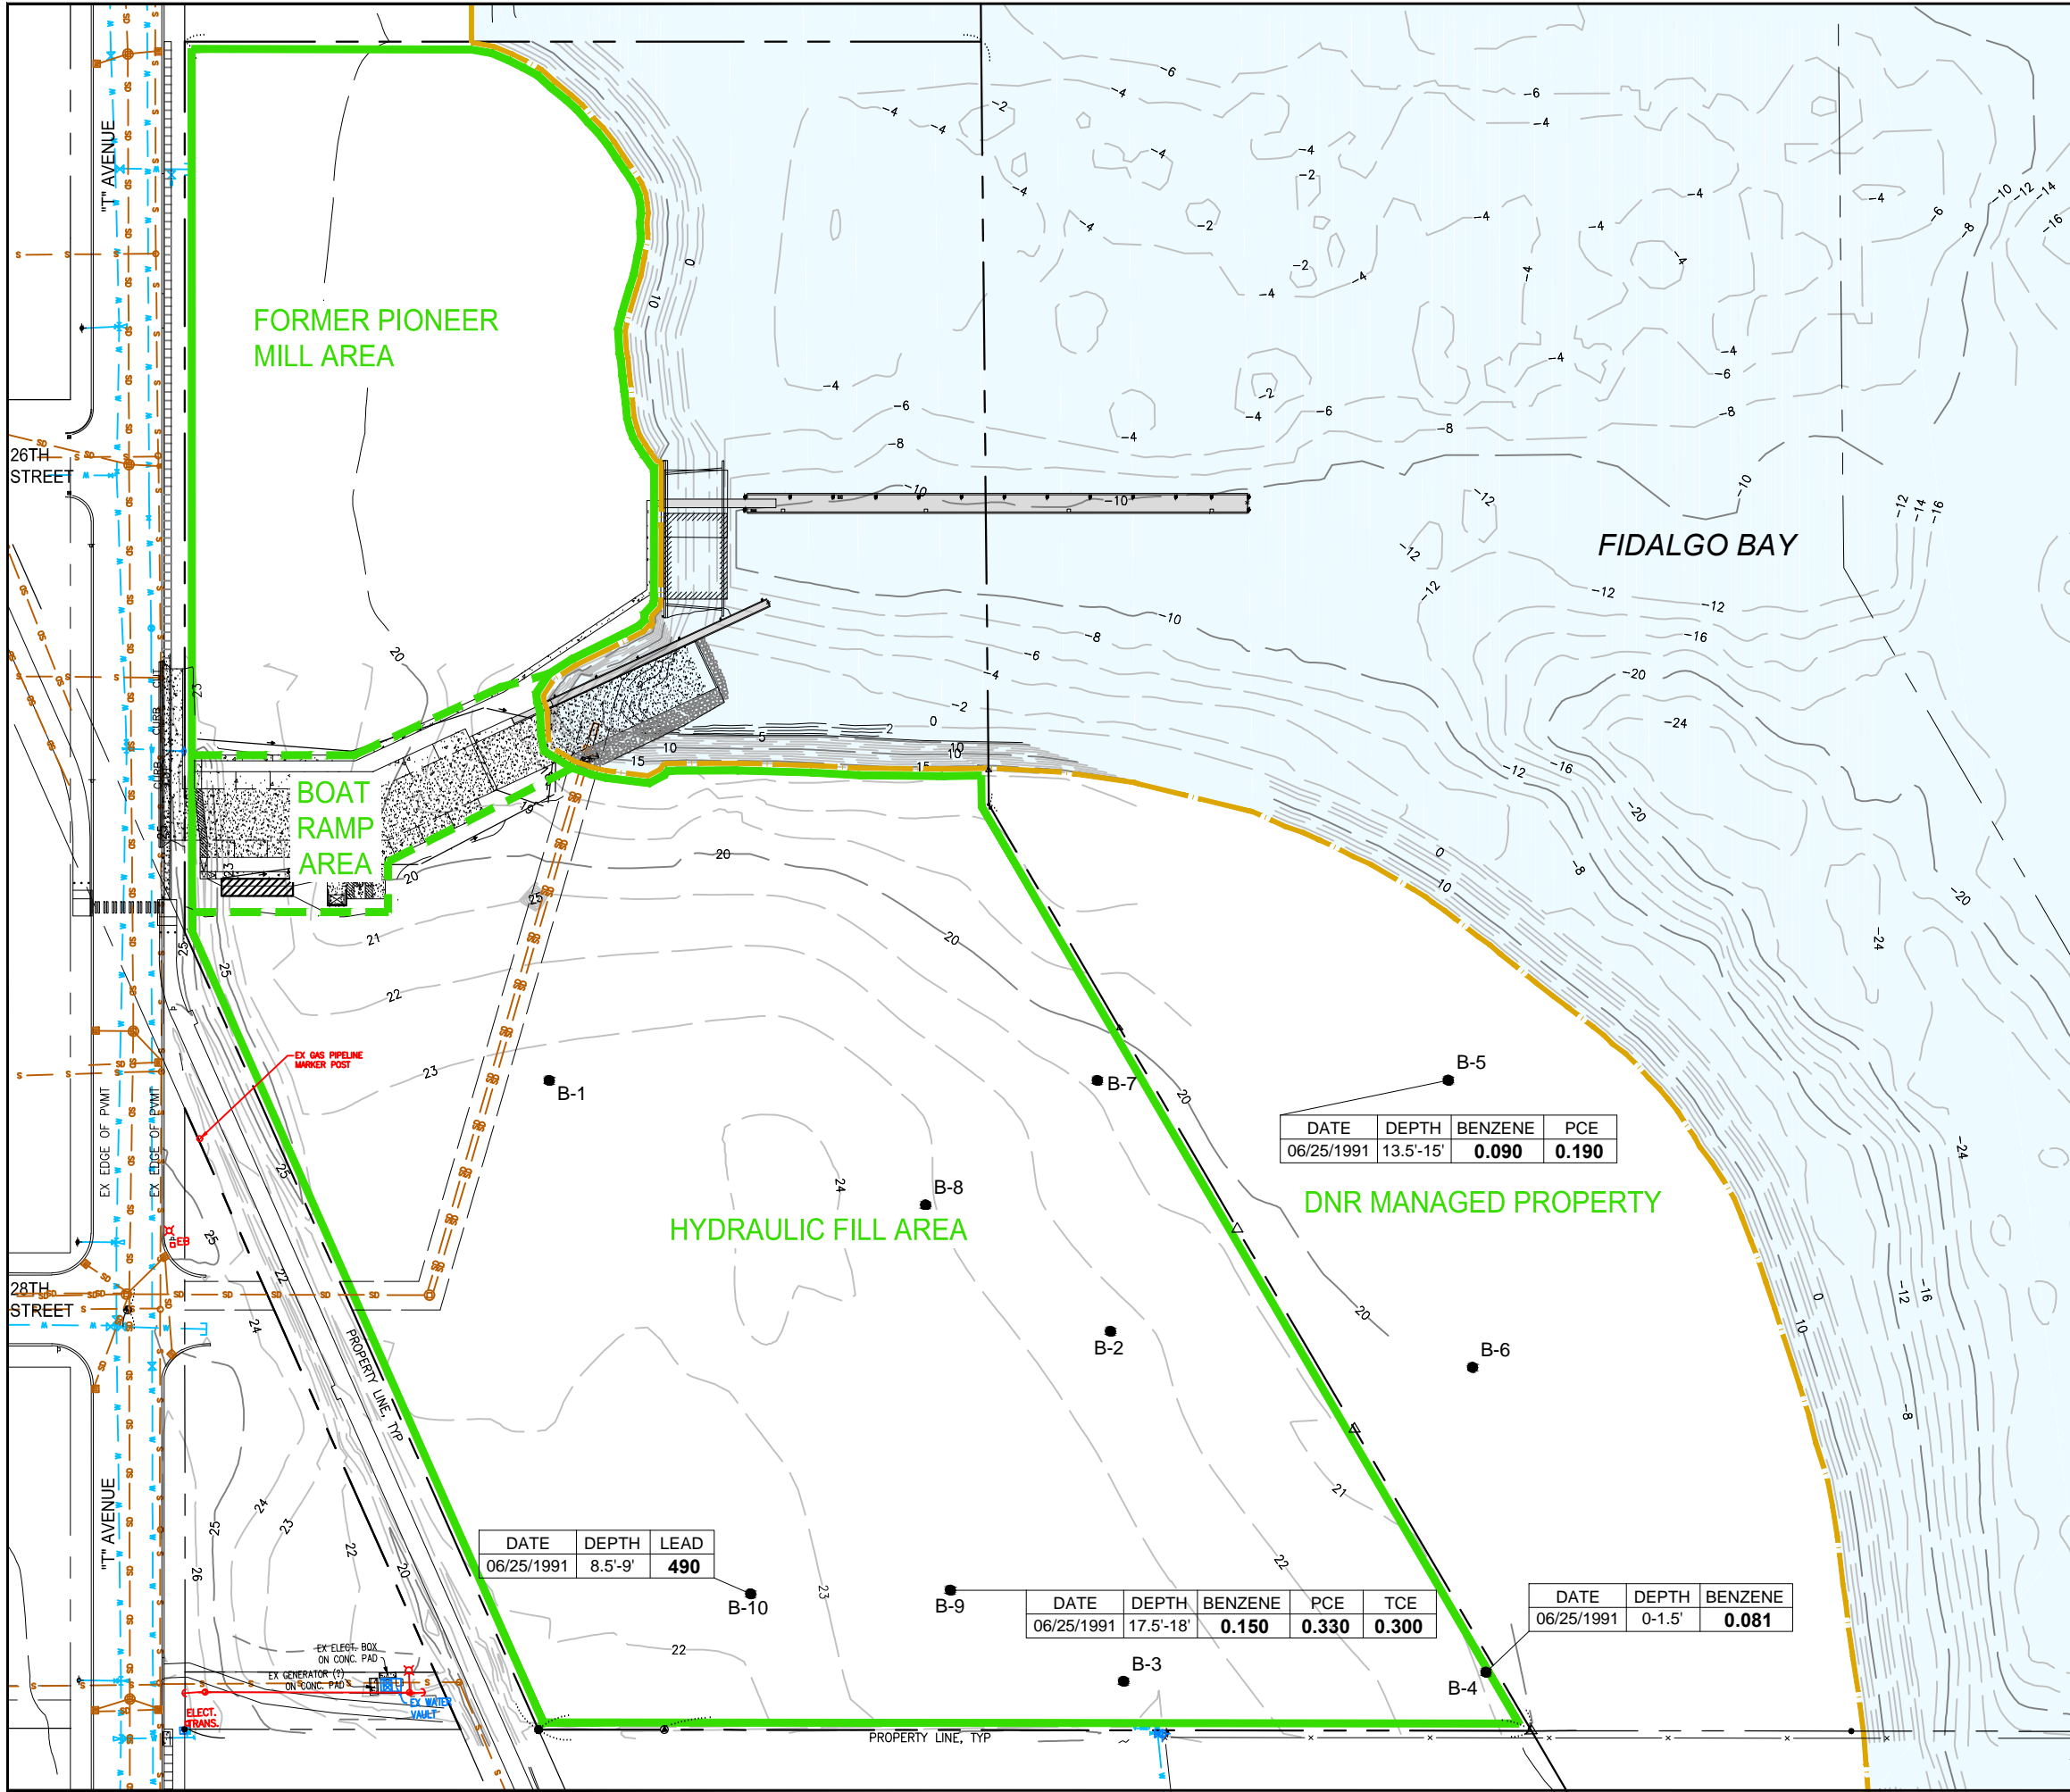 "T" AVENUE
FORMER PIONEER
MILL AREA
26TH
STREET
FIDALGO BAY
CURB CUT
CURB
BOAT
RAMP
AREA
EX GAS PIPELINE
MARKER POST
EX EDGE OF PVMT
EX EDGE OF PVMT
B-1
B-7
B-5
DATE DEPTH BENZENE PCE
06/25/1991 13.5'-15' 0.090 0.190
B-8
DNR MANAGED PROPERTY
HYDRAULIC FILL AREA
EB
28TH
STREET
B-2
B-6
PROPERTY LINE, TYP
"T" AVENUE
DATE DEPTH LEAD
06/25/1991 8.5'-9' 490
B-10
B-9
DATE DEPTH BENZENE PCE TCE
06/25/1991 17.5'-18' 0.150 0.330 0.300
DATE DEPTH BENZENE
06/25/1991 0-1.5' 0.081
B-3
B-4
EX ELECT. BOX
ON CONC. PAD
EX GENERATOR (?)
ON CONC. PAD
EX WATER
VAULT
ELECT.
TRANS.
PROPERTY LINE, TYP